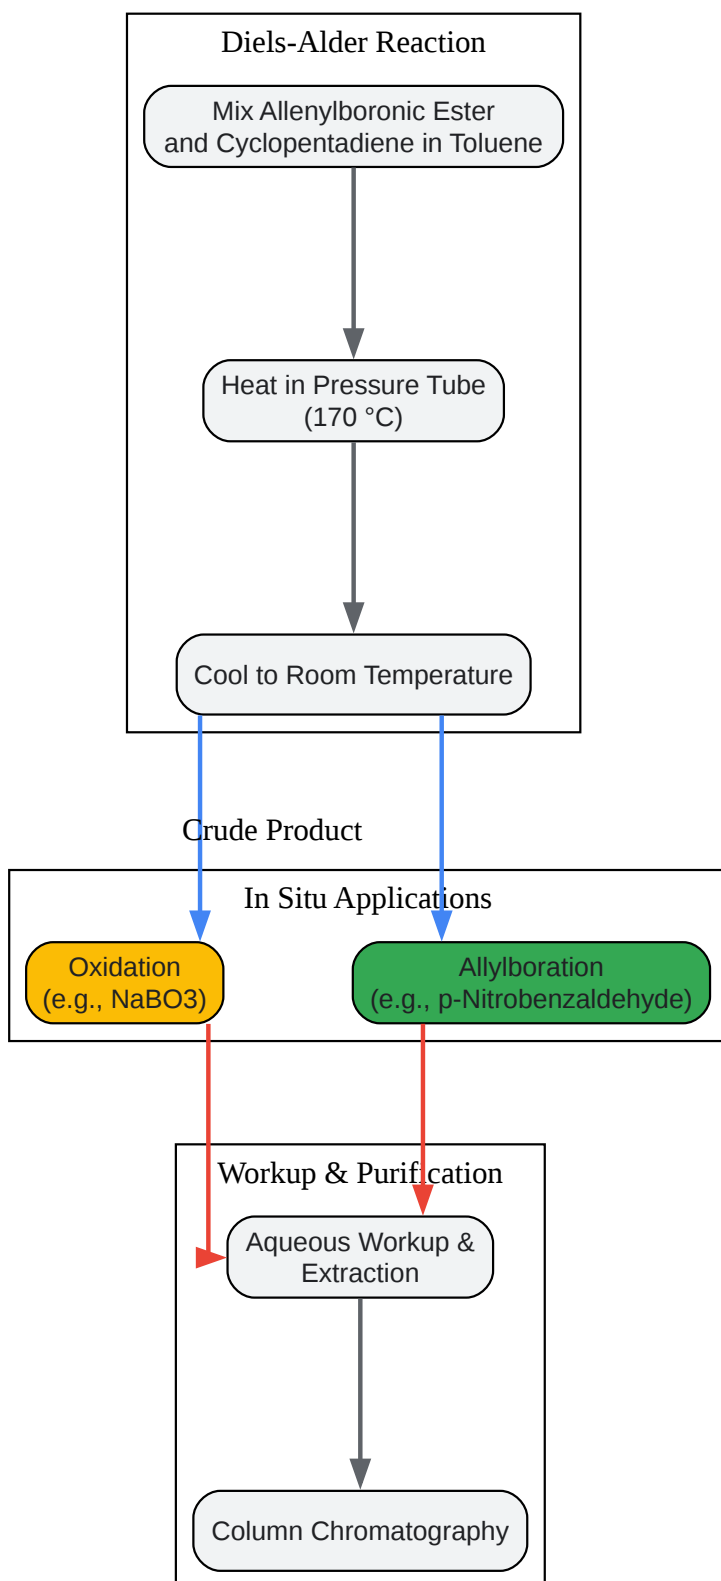 Diels-Alder Reaction
Mix Allenylboronic Ester
and Cyclopentadiene in Toluene
Heat in Pressure Tube
(170 °C)
Cool to Room Temperature
Crude Product
In Situ Applications
Oxidation
(e.g., NaBO3)
Allylboration
(e.g., p-Nitrobenzaldehyde)
Workup & Purification
Aqueous Workup &
Extraction
Column Chromatography